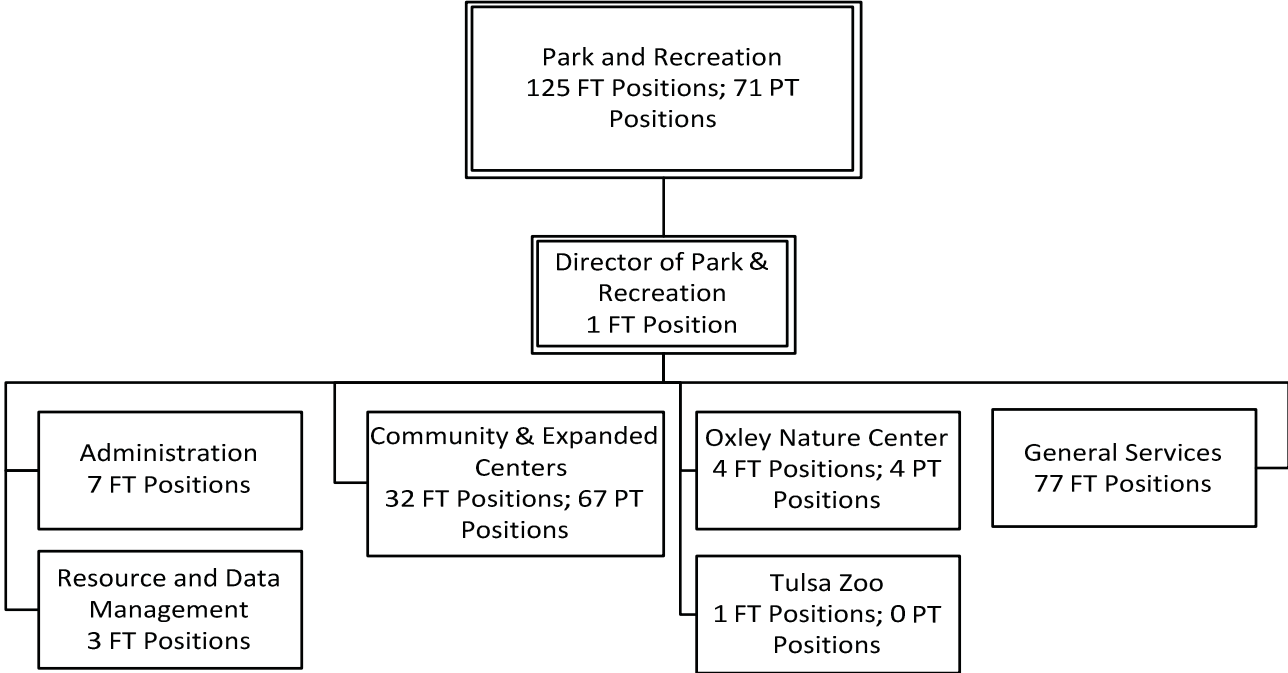 Park and Recreation
125 FT Positions; 71 PT
Positions
Director of Park &
Recreation
1 FT Position
Administration
7 FT Positions
Community & Expanded
Centers
32 FT Positions; 67 PT
Positions
Oxley Nature Center
4 FT Positions; 4 PT
Positions
General Services
77 FT Positions
Resource and Data
Management
3 FT Positions
Tulsa Zoo
1 FT Positions; 0 PT
Positions